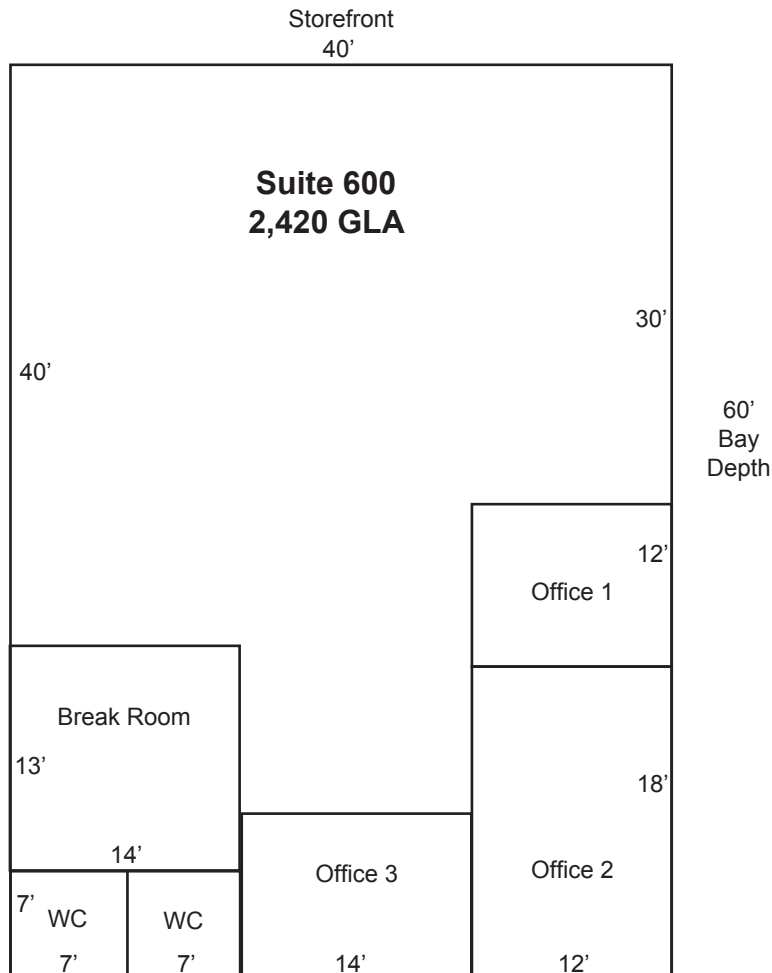 Storefront
40’
Suite 600
2,420 GLA
30’
40’
60’
Bay
Depth
12’
Office 1
Break Room
13’
18’
14’
Office 3
Office 2
7’
WC
WC
7’
7’
14’
12’